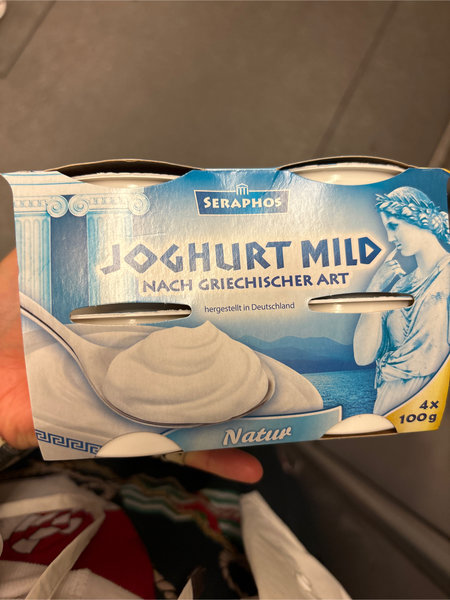 SERAPHOS
JOGHURT MILD
NACH GRIECHISCHER ART
hergestellt in Deutschland
Natur
4x
100g